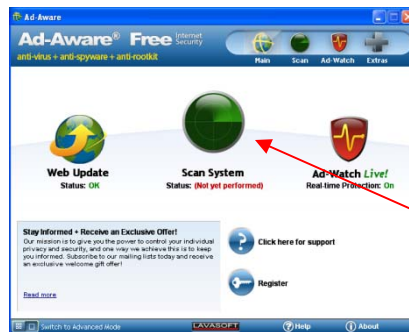 Ad-Aware
Ad-Aware® Free Internet Security
anti-virus + anti-spyware + anti-rootkit
Main Scan Ad-Watch Extras
Web Update
Status: OK
Scan System
Status: (Not yet performed)
Ad-Watch Live!
Real-time Protection: On
Stay Informed + Receive an Exclusive Offer!
Our mission is to give you the power to control your individual
privacy and security, and one way we achieve this is to keep
you informed. Subscribe to our mailing lists today and receive
an exclusive welcome gift offer!
Read more
Click here for support
Register
Switch to Advanced Mode
LAVASOFT
Help
About